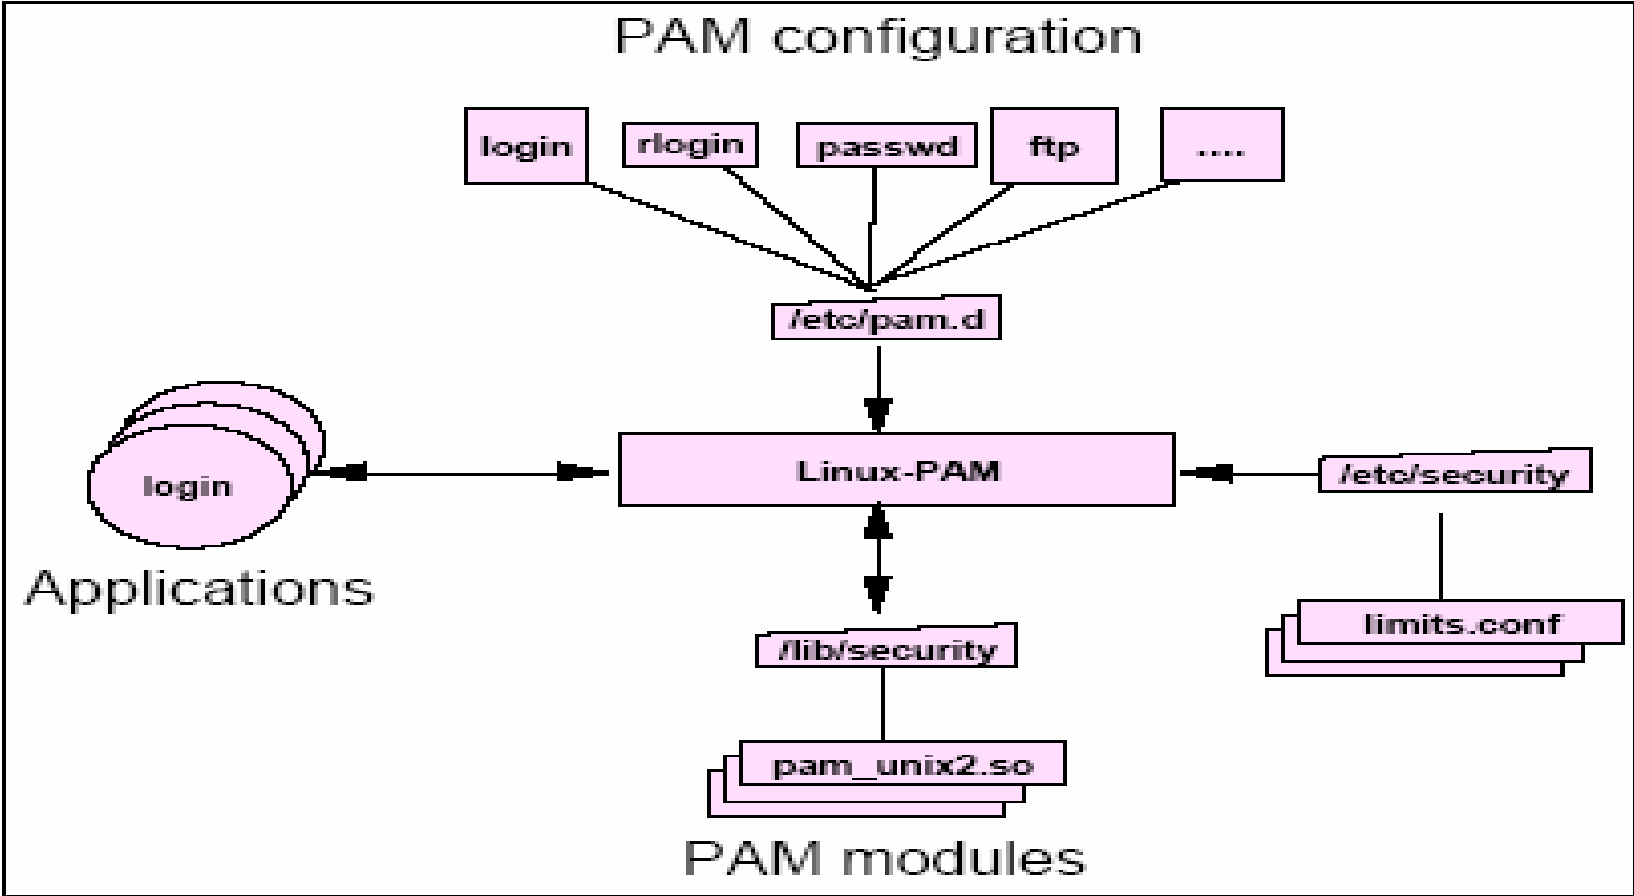 PAM configuration
login
rlogin
passwd
ftp
....
/etc/pam.d
Linux-PAM
/etc/security
login
Applications
limits.conf
/lib/security
pam_unix2.so
PAM modules